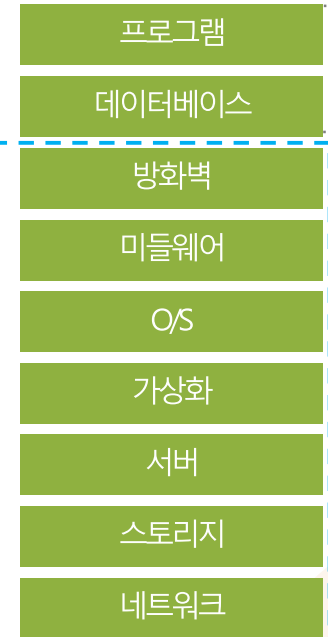 프로그램
데이터베이스
방화벽
미들웨어
O/S
가상화
서버
스토리지
네트워크